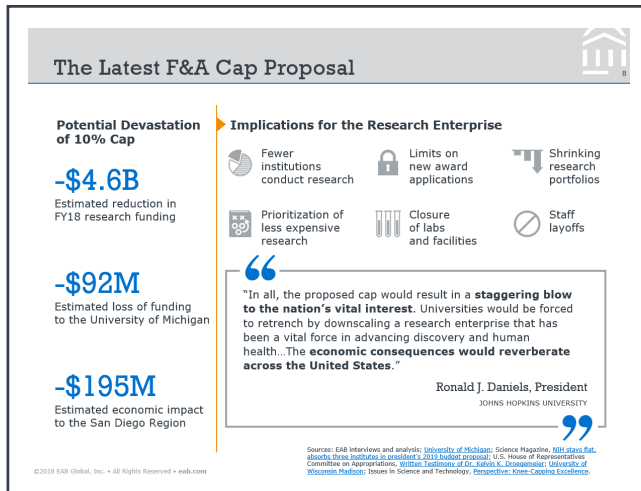 The Latest F&A Cap Proposal
8
Potential Devastation
of 10% Cap
-$4.6B
Estimated reduction in
FY18 research funding
-$92M
Estimated loss of funding
to the University of Michigan
-$195M
Estimated economic impact
to the San Diego Region
Implications for the Research Enterprise
Fewer
institutions
conduct research
Limits on
new award
applications
Shrinking
research
portfolios
Prioritization of
less expensive
research
Closure
of labs
and facilities
Staff
layoffs
“
“In all, the proposed cap would result in a staggering blow
to the nation’s vital interest. Universities would be forced
to retrench by downscaling a research enterprise that has
been a vital force in advancing discovery and human
health…The economic consequences would reverberate
across the United States.”
Ronald J. Daniels, President
JOHNS HOPKINS UNIVERSITY
”
Sources: EAB interviews and analysis; University of Michigan; Science Magazine, NIH stays flat,
absorbs three institutes in president’s 2019 budget proposal; U.S. House of Representatives
Committee on Appropriations, Written Testimony of Dr. Kelvin K. Droegemeier; University of
Wisconsin Madison; Issues in Science and Technology, Perspective: Knee-Capping Excellence.
©2018 EAB Global, Inc. • All Rights Reserved • eab.com